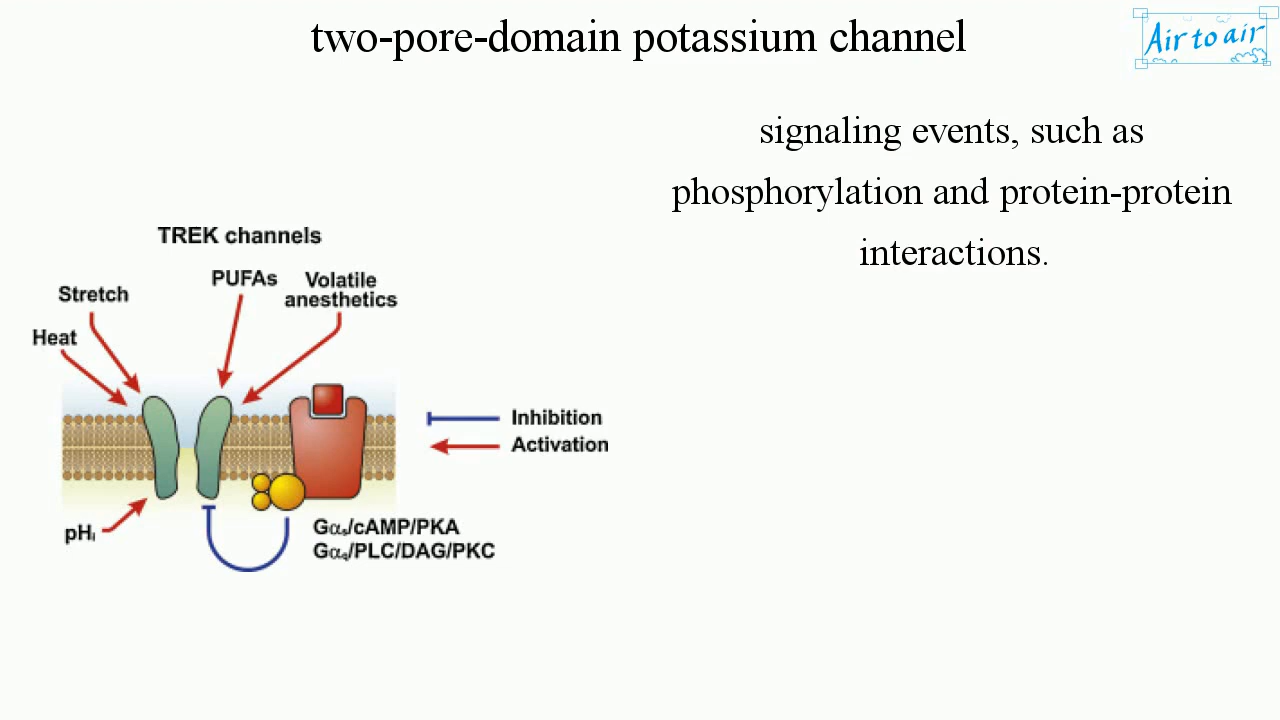 two-pore-domain potassium channel
Air to air
signaling events, such as
phosphorylation and protein-protein
interactions.
TREK channels
PUFAs
Volatile
anesthetics
Stretch
Heat
Inhibition
Activation
pHᵢ
Gαₛ/cAMP/PKA
Gαq/PLC/DAG/PKC